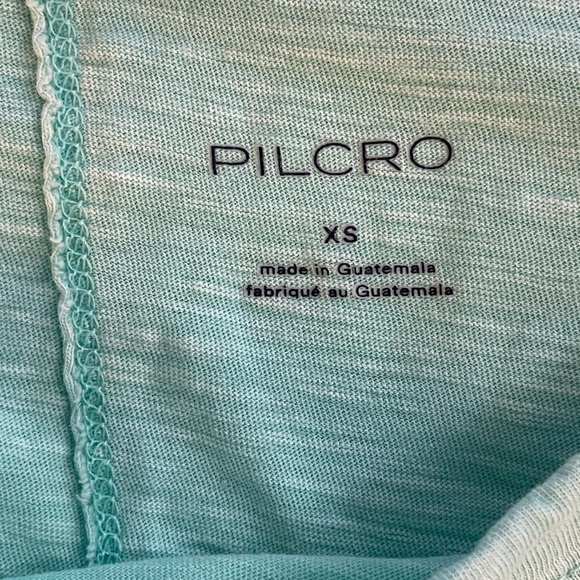 PILCRO
XS
made in Guatemala
fabriqué au Guatemala